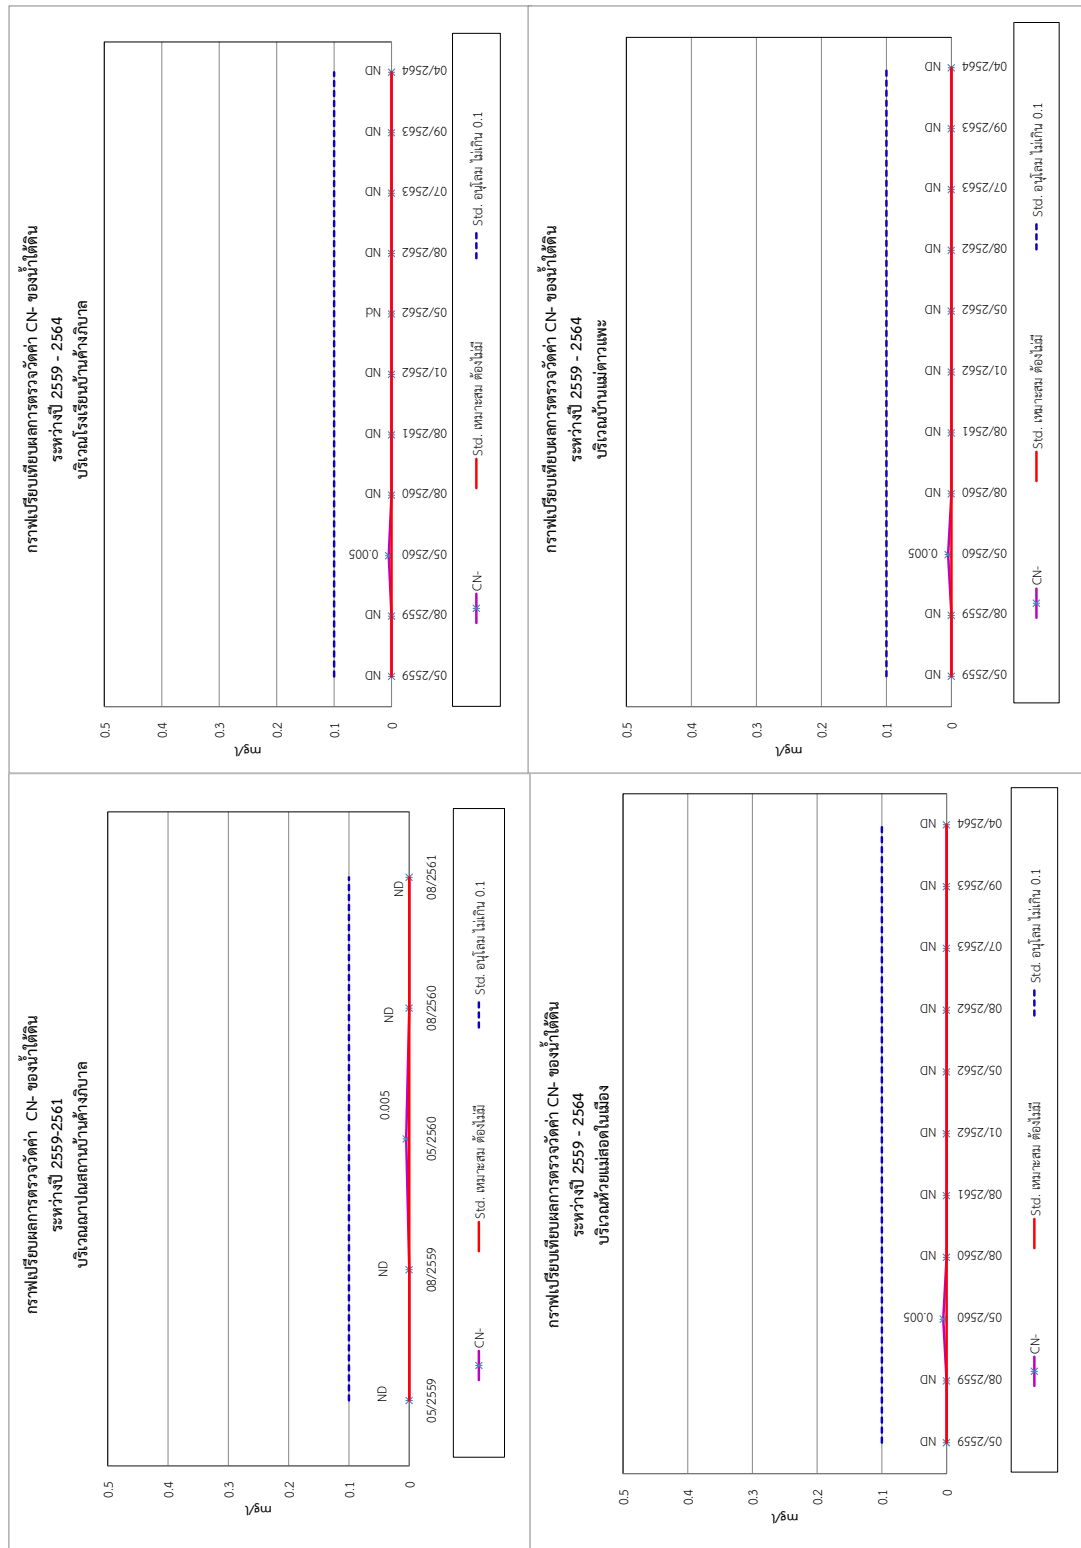 กราฟเปรียบผลการตรวจวัดค่า CN- ของน้ำใต้ดิน
ระหว่างปี 2559-2561
บริเวณฌาปณสถานบ้านค้างภิบาล
mg/l
0.5
0.4
0.3
0.2
0.1
0
ND
ND
0.005
ND
ND
05/2559
08/2559
05/2560
08/2560
08/2561
CN-
Std. เหมาะสม ต้องไม่มี
Std. อนุโลม ไม่เกิน 0.1
กราฟเปรียบเทียบผลการตรวจวัดค่า CN- ของน้ำใต้ดิน
ระหว่างปี 2559 - 2564
บริเวณโรงเรียนบ้านค้างภิบาล
mg/l
0.5
0.4
0.3
0.2
0.1
0
ND
ND
0.005
ND
ND
ND
Nd
ND
ND
ND
ND
05/2559
08/2559
05/2560
08/2560
08/2561
01/2562
05/2562
08/2562
07/2563
09/2563
04/2564
CN-
Std. เหมาะสม ต้องไม่มี
Std. อนุโลม ไม่เกิน 0.1
กราฟเปรียบเทียบผลการตรวจวัดค่า CN- ของน้ำใต้ดิน
ระหว่างปี 2559 - 2564
บริเวณห้วยแม่สอดในเมือง
mg/l
0.5
0.4
0.3
0.2
0.1
0
ND
ND
0.005
ND
ND
ND
ND
ND
ND
ND
ND
05/2559
08/2559
05/2560
08/2560
08/2561
01/2562
05/2562
08/2562
07/2563
09/2563
04/2564
CN-
Std. เหมาะสม ต้องไม่มี
Std. อนุโลม ไม่เกิน 0.1
กราฟเปรียบเทียบผลการตรวจวัดค่า CN- ของน้ำใต้ดิน
ระหว่างปี 2559 - 2564
บริเวณบ้านแม่ตาวแพะ
mg/l
0.5
0.4
0.3
0.2
0.1
0
ND
ND
0.005
ND
ND
ND
ND
ND
ND
ND
ND
05/2559
08/2559
05/2560
08/2560
08/2561
01/2562
05/2562
08/2562
07/2563
09/2563
04/2564
CN-
Std. เหมาะสม ต้องไม่มี
Std. อนุโลม ไม่เกิน 0.1